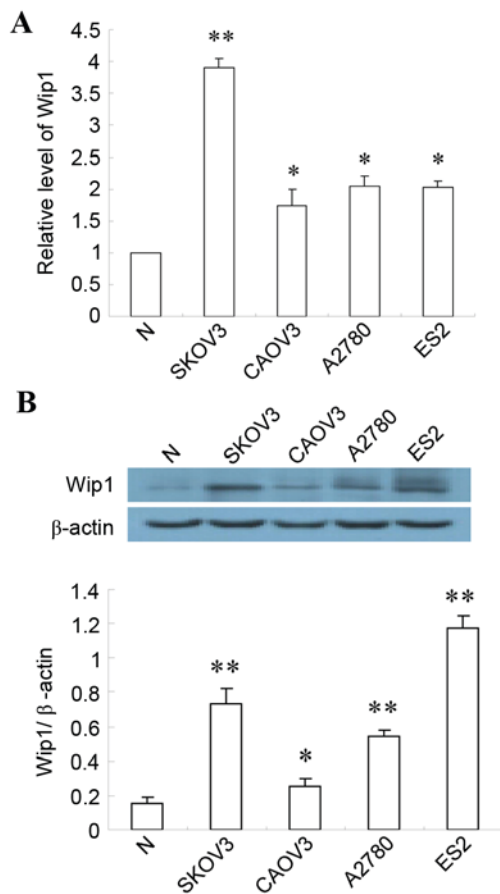 A
Relative level of Wip1
4.5
4
3.5
3
2.5
2
1.5
1
0.5
0
**
*
*
*
N
SKOV3
CAOV3
A2780
ES2
B
N
SKOV3
CAOV3
A2780
ES2
Wip1
β-actin
Wip1/ β -actin
1.4
1.2
1
0.8
0.6
0.4
0.2
0
**
*
**
**
N
SKOV3
CAOV3
A2780
ES2